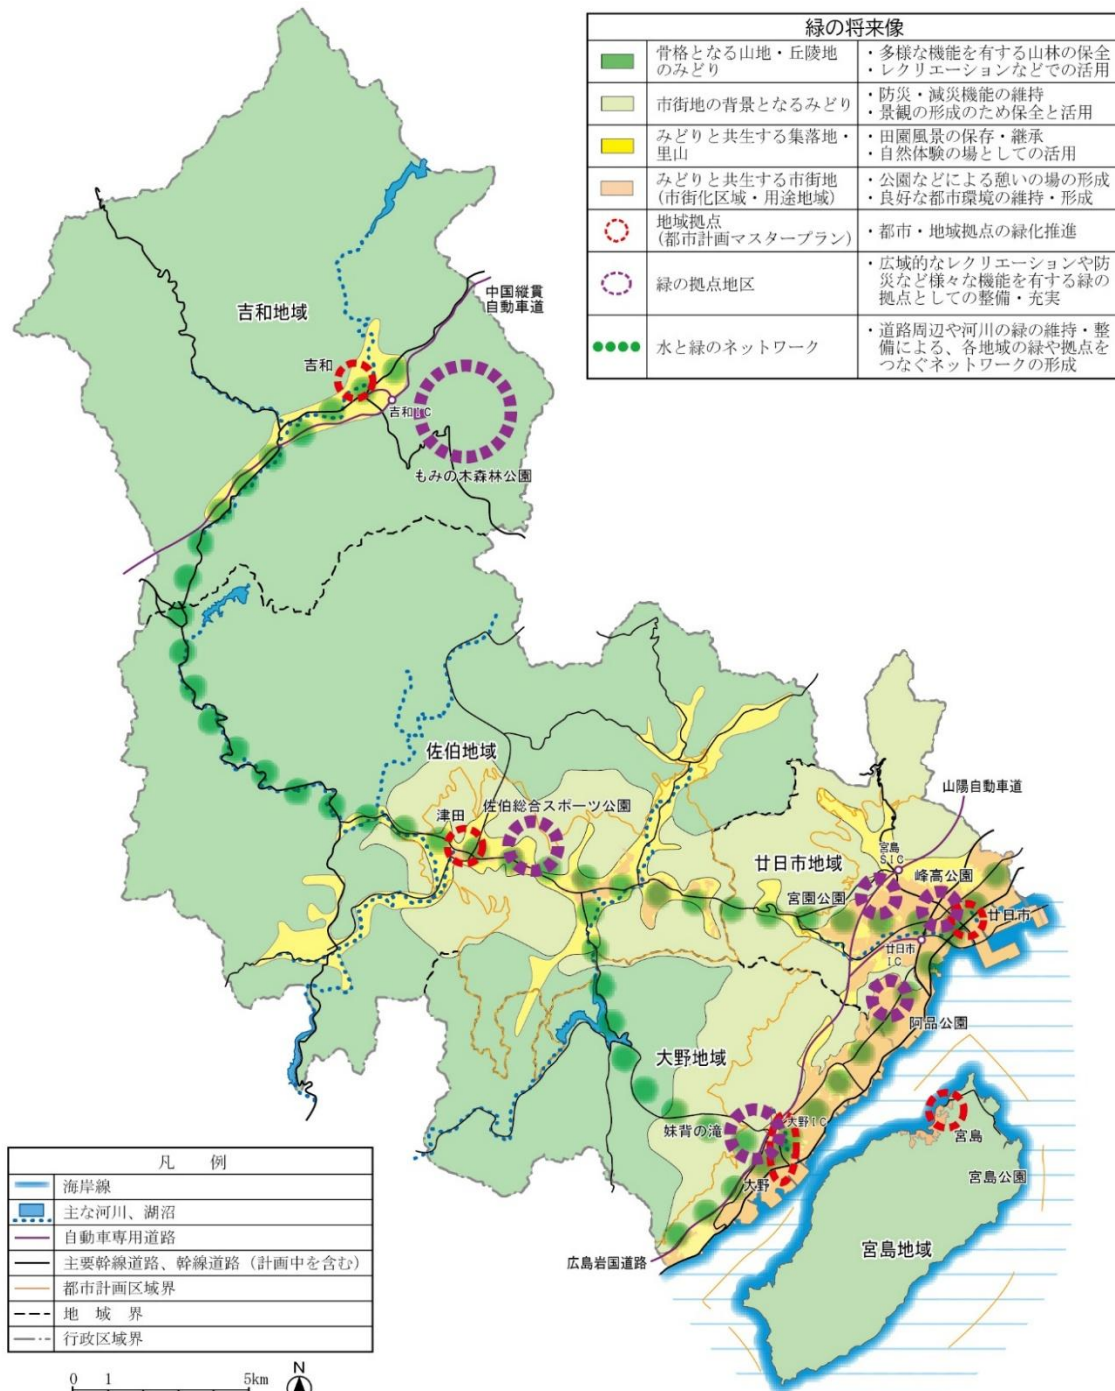 緑の将来像
骨格となる山地・丘陵地
のみどり
・多様な機能を有する山林の保全
・レクリエーションなどでの活用
市街地の背景となるみどり
・防災・減災機能の維持
・景観の形成のため保全と活用
みどりと共生する集落地・
里山
・田園風景の保存・継承
・自然体験の場としての活用
みどりと共生する市街地
(市街化区域・用途地域)
・公園などによる憩いの場の形成
・良好な都市環境の維持・形成
地域拠点
(都市計画マスタープラン)
・都市・地域拠点の緑化推進
緑の拠点地区
・広域的なレクリエーションや防
災など様々な機能を有する緑の
拠点としての整備・充実
水と緑のネットワーク
・道路周辺や河川の緑の維持・整
備による、各地域の緑や拠点を
つなぐネットワークの形成
中国縦貫
自動車道
吉和地域
吉和
吉和IC
もみの木森林公園
佐伯地域
津田
佐伯総合スポーツ公園
山陽自動車道
廿日市地域
宮島
SIC
峰高公園
宮園公園
廿日市
廿日市
IC
阿品公園
大野地域
妹背の滝
大野IC
大野
宮島
宮島公園
宮島地域
広島岩国道路
凡 例
海岸線
主な河川、湖沼
自動車専用道路
主要幹線道路、幹線道路（計画中を含む）
都市計画区域界
地 域 界
行政区域界
0 1 5km
N